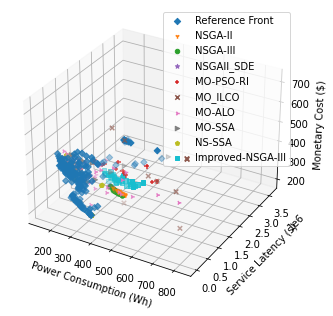 Reference Front
NSGA-II
NSGA-III
NSGAII_SDE
MO-PSO-RI
MO_ILCO
MO-ALO
MO-SSA
NS-SSA
Improved-NSGA-III
700
600
500
400
300
200
Monetary Cost ($)
200 300 400 500 600 700 800
Power Consumption (Wh)
0.0 0.5 1.0 1.5 2.0 2.5 3.0 3.5
Service Latency (s)